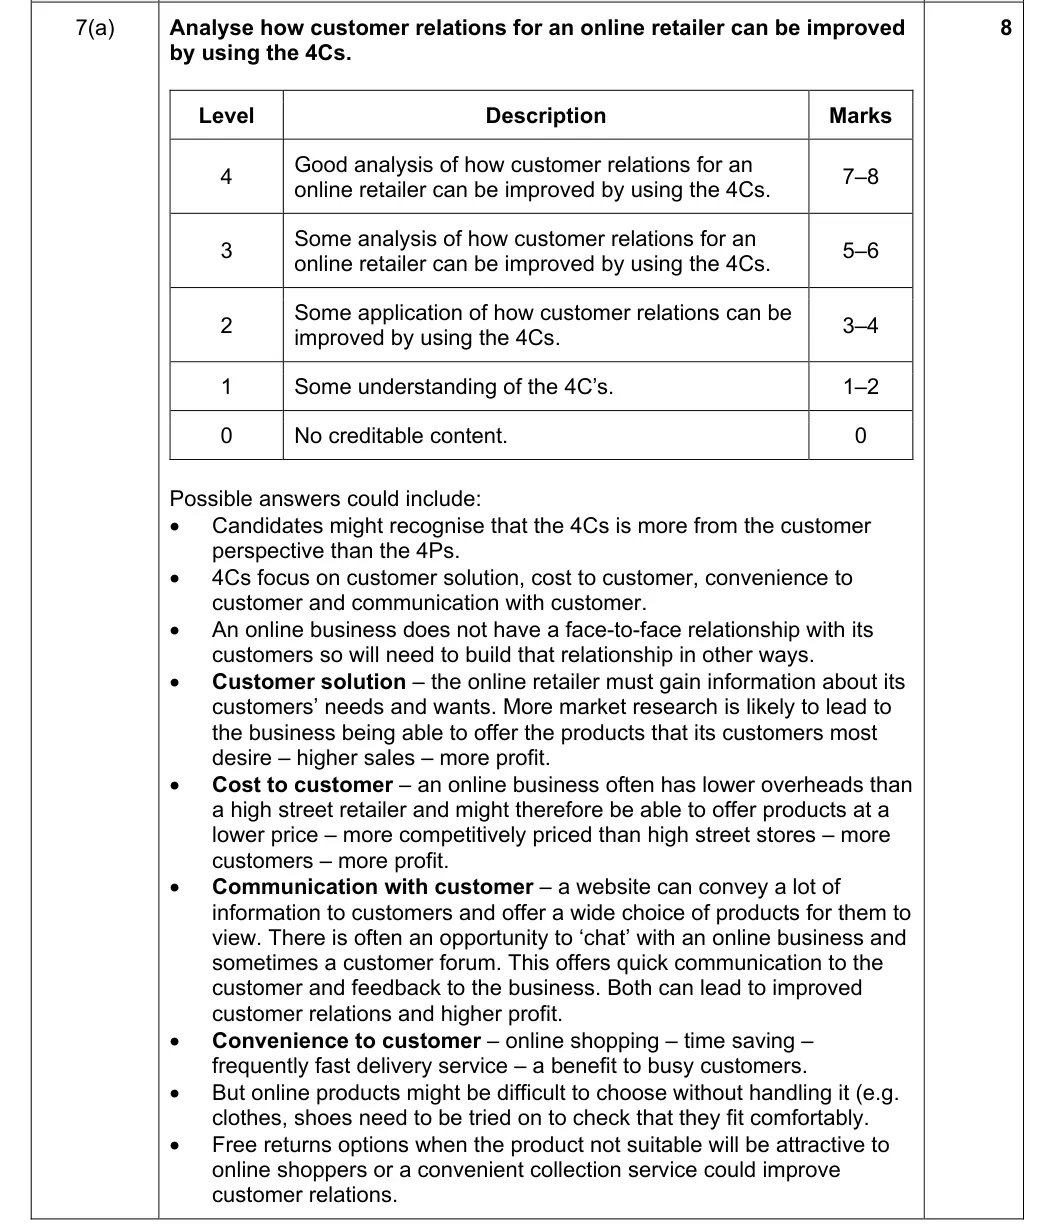 7(a)
Analyse how customer relations for an online retailer can be improved
by using the 4Cs.
8
Level Description Marks
4
Good analysis of how customer relations for an
online retailer can be improved by using the 4Cs.
7–8
3
Some analysis of how customer relations for an
online retailer can be improved by using the 4Cs.
5–6
2
Some application of how customer relations can be
improved by using the 4Cs.
3–4
1 Some understanding of the 4C’s. 1–2
0 No creditable content. 0
Possible answers could include:
• Candidates might recognise that the 4Cs is more from the customer
perspective than the 4Ps.
• 4Cs focus on customer solution, cost to customer, convenience to
customer and communication with customer.
• An online business does not have a face-to-face relationship with its
customers so will need to build that relationship in other ways.
• Customer solution – the online retailer must gain information about its
customers’ needs and wants. More market research is likely to lead to
the business being able to offer the products that its customers most
desire – higher sales – more profit.
• Cost to customer – an online business often has lower overheads than
a high street retailer and might therefore be able to offer products at a
lower price – more competitively priced than high street stores – more
customers – more profit.
• Communication with customer – a website can convey a lot of
information to customers and offer a wide choice of products for them to
view. There is often an opportunity to ‘chat’ with an online business and
sometimes a customer forum. This offers quick communication to the
customer and feedback to the business. Both can lead to improved
customer relations and higher profit.
• Convenience to customer – online shopping – time saving –
frequently fast delivery service – a benefit to busy customers.
• But online products might be difficult to choose without handling it (e.g.
clothes, shoes need to be tried on to check that they fit comfortably.
• Free returns options when the product not suitable will be attractive to
online shoppers or a convenient collection service could improve
customer relations.